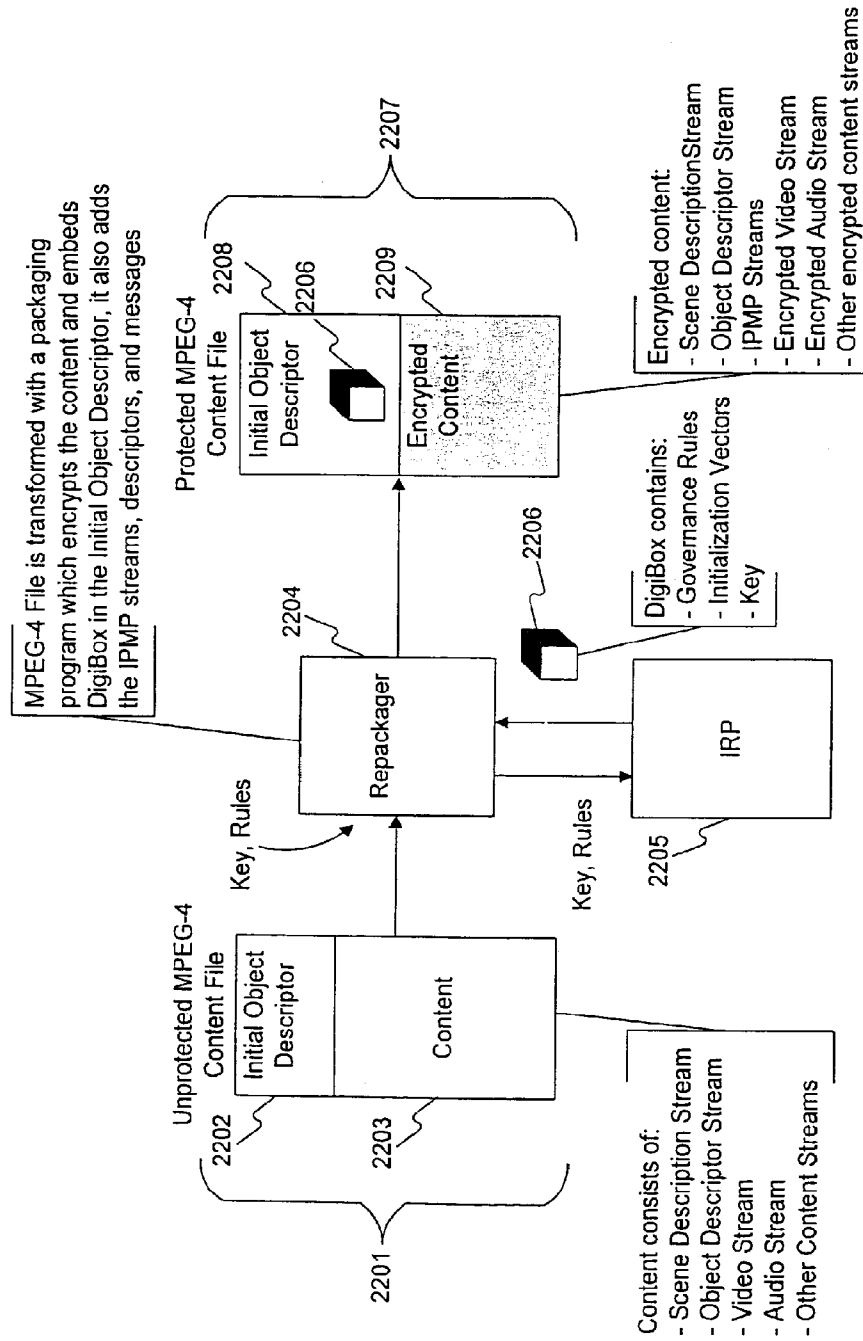 MPEG-4 File is transformed with a packaging
program which encrypts the content and embeds
DigiBox in the Initial Object Descriptor, it also adds
the IPMP streams, descriptors, and messages
Unprotected MPEG-4
Content File
2201
2202
Initial Object
Descriptor
2203
Content
Content consists of:
- Scene Description Stream
- Object Descriptor Stream
- Video Stream
- Audio Stream
- Other Content Streams
Key, Rules
2204
Repackager
Key, Rules
2205
IRP
2206
DigiBox contains:
- Governance Rules
- Initialization Vectors
- Key
Protected MPEG-4
Content File
2207
2208
2206
2209
Initial Object
Descriptor
Encrypted
Content
Encrypted content:
- Scene DescriptionStream
- Object Descriptor Stream
- IPMP Streams
- Encrypted Video Stream
- Encrypted Audio Stream
- Other encrypted content streams